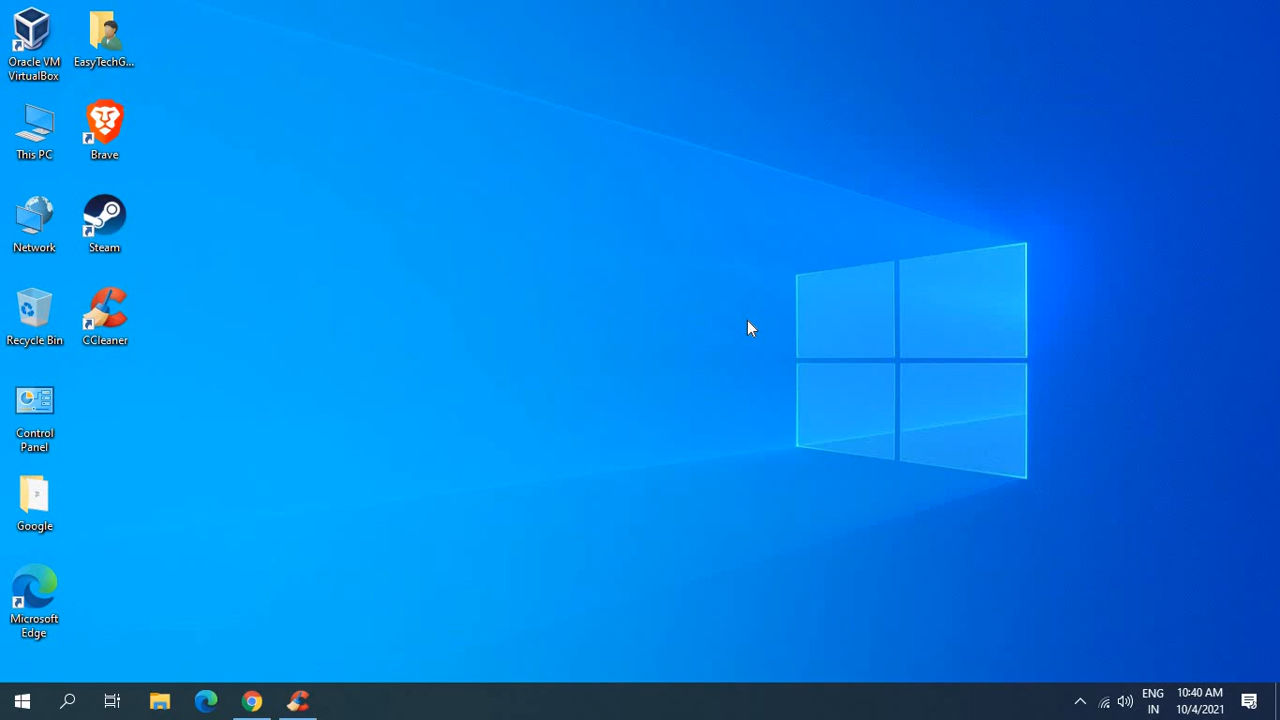 Oracle VM
VirtualBox
EasyTechG...
This PC
Brave
Network
Steam
Recycle Bin
CCleaner
Control
Panel
Google
Microsoft
Edge
ENG
IN
10:40 AM
10/4/2021